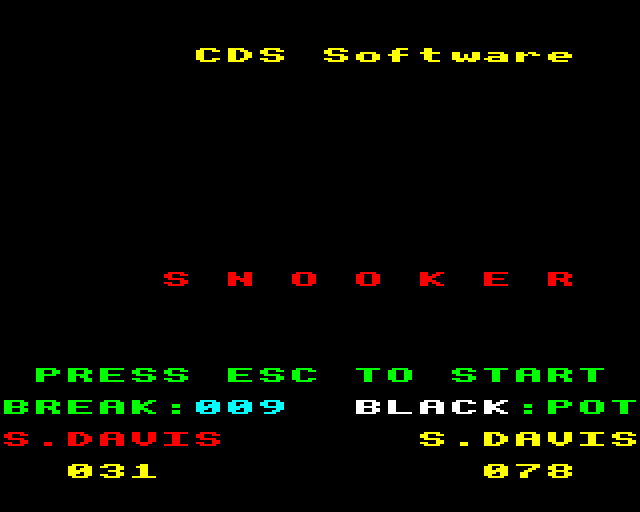 CDS Software
S N O O K E R
PRESS ESC TO START
BREAK:009 BLACK:POT
S.DAVIS S.DAVIS
031 078